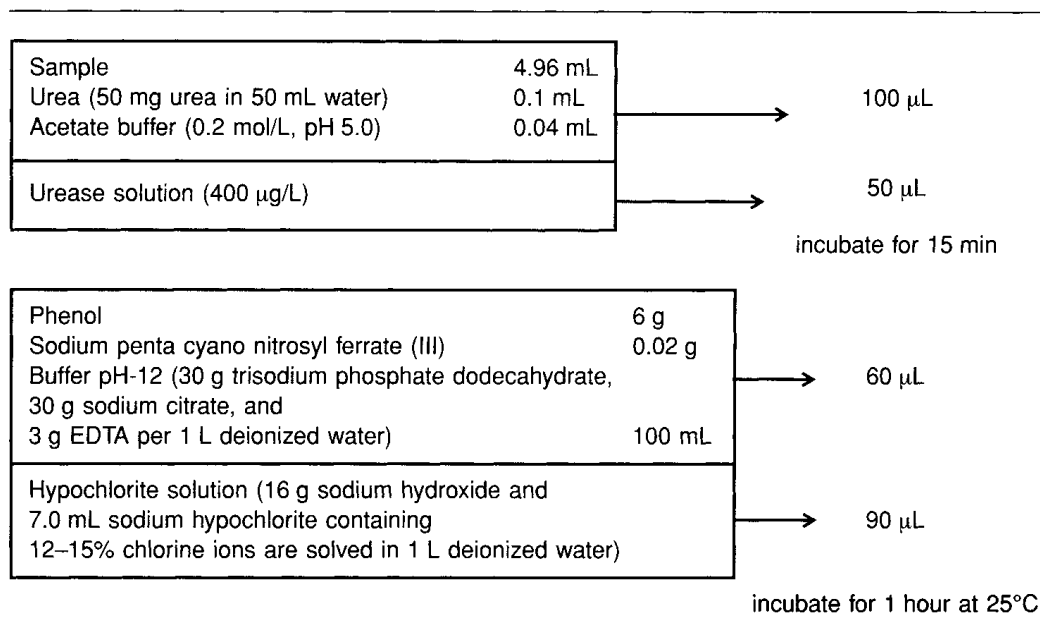 Sample 4.96 mL
Urea (50 mg urea in 50 mL water) 0.1 mL
Acetate buffer (0.2 mol/L, pH 5.0) 0.04 mL
100 μL
Urease solution (400 μg/L)
50 μL
incubate for 15 min
Phenol 6 g
Sodium penta cyano nitrosyl ferrate (III) 0.02 g
Buffer pH-12 (30 g trisodium phosphate dodecahydrate,
30 g sodium citrate, and
3 g EDTA per 1 L deionized water) 100 mL
60 μL
Hypochlorite solution (16 g sodium hydroxide and
7.0 mL sodium hypochlorite containing
12–15% chlorine ions are solved in 1 L deionized water)
90 μL
incubate for 1 hour at 25°C